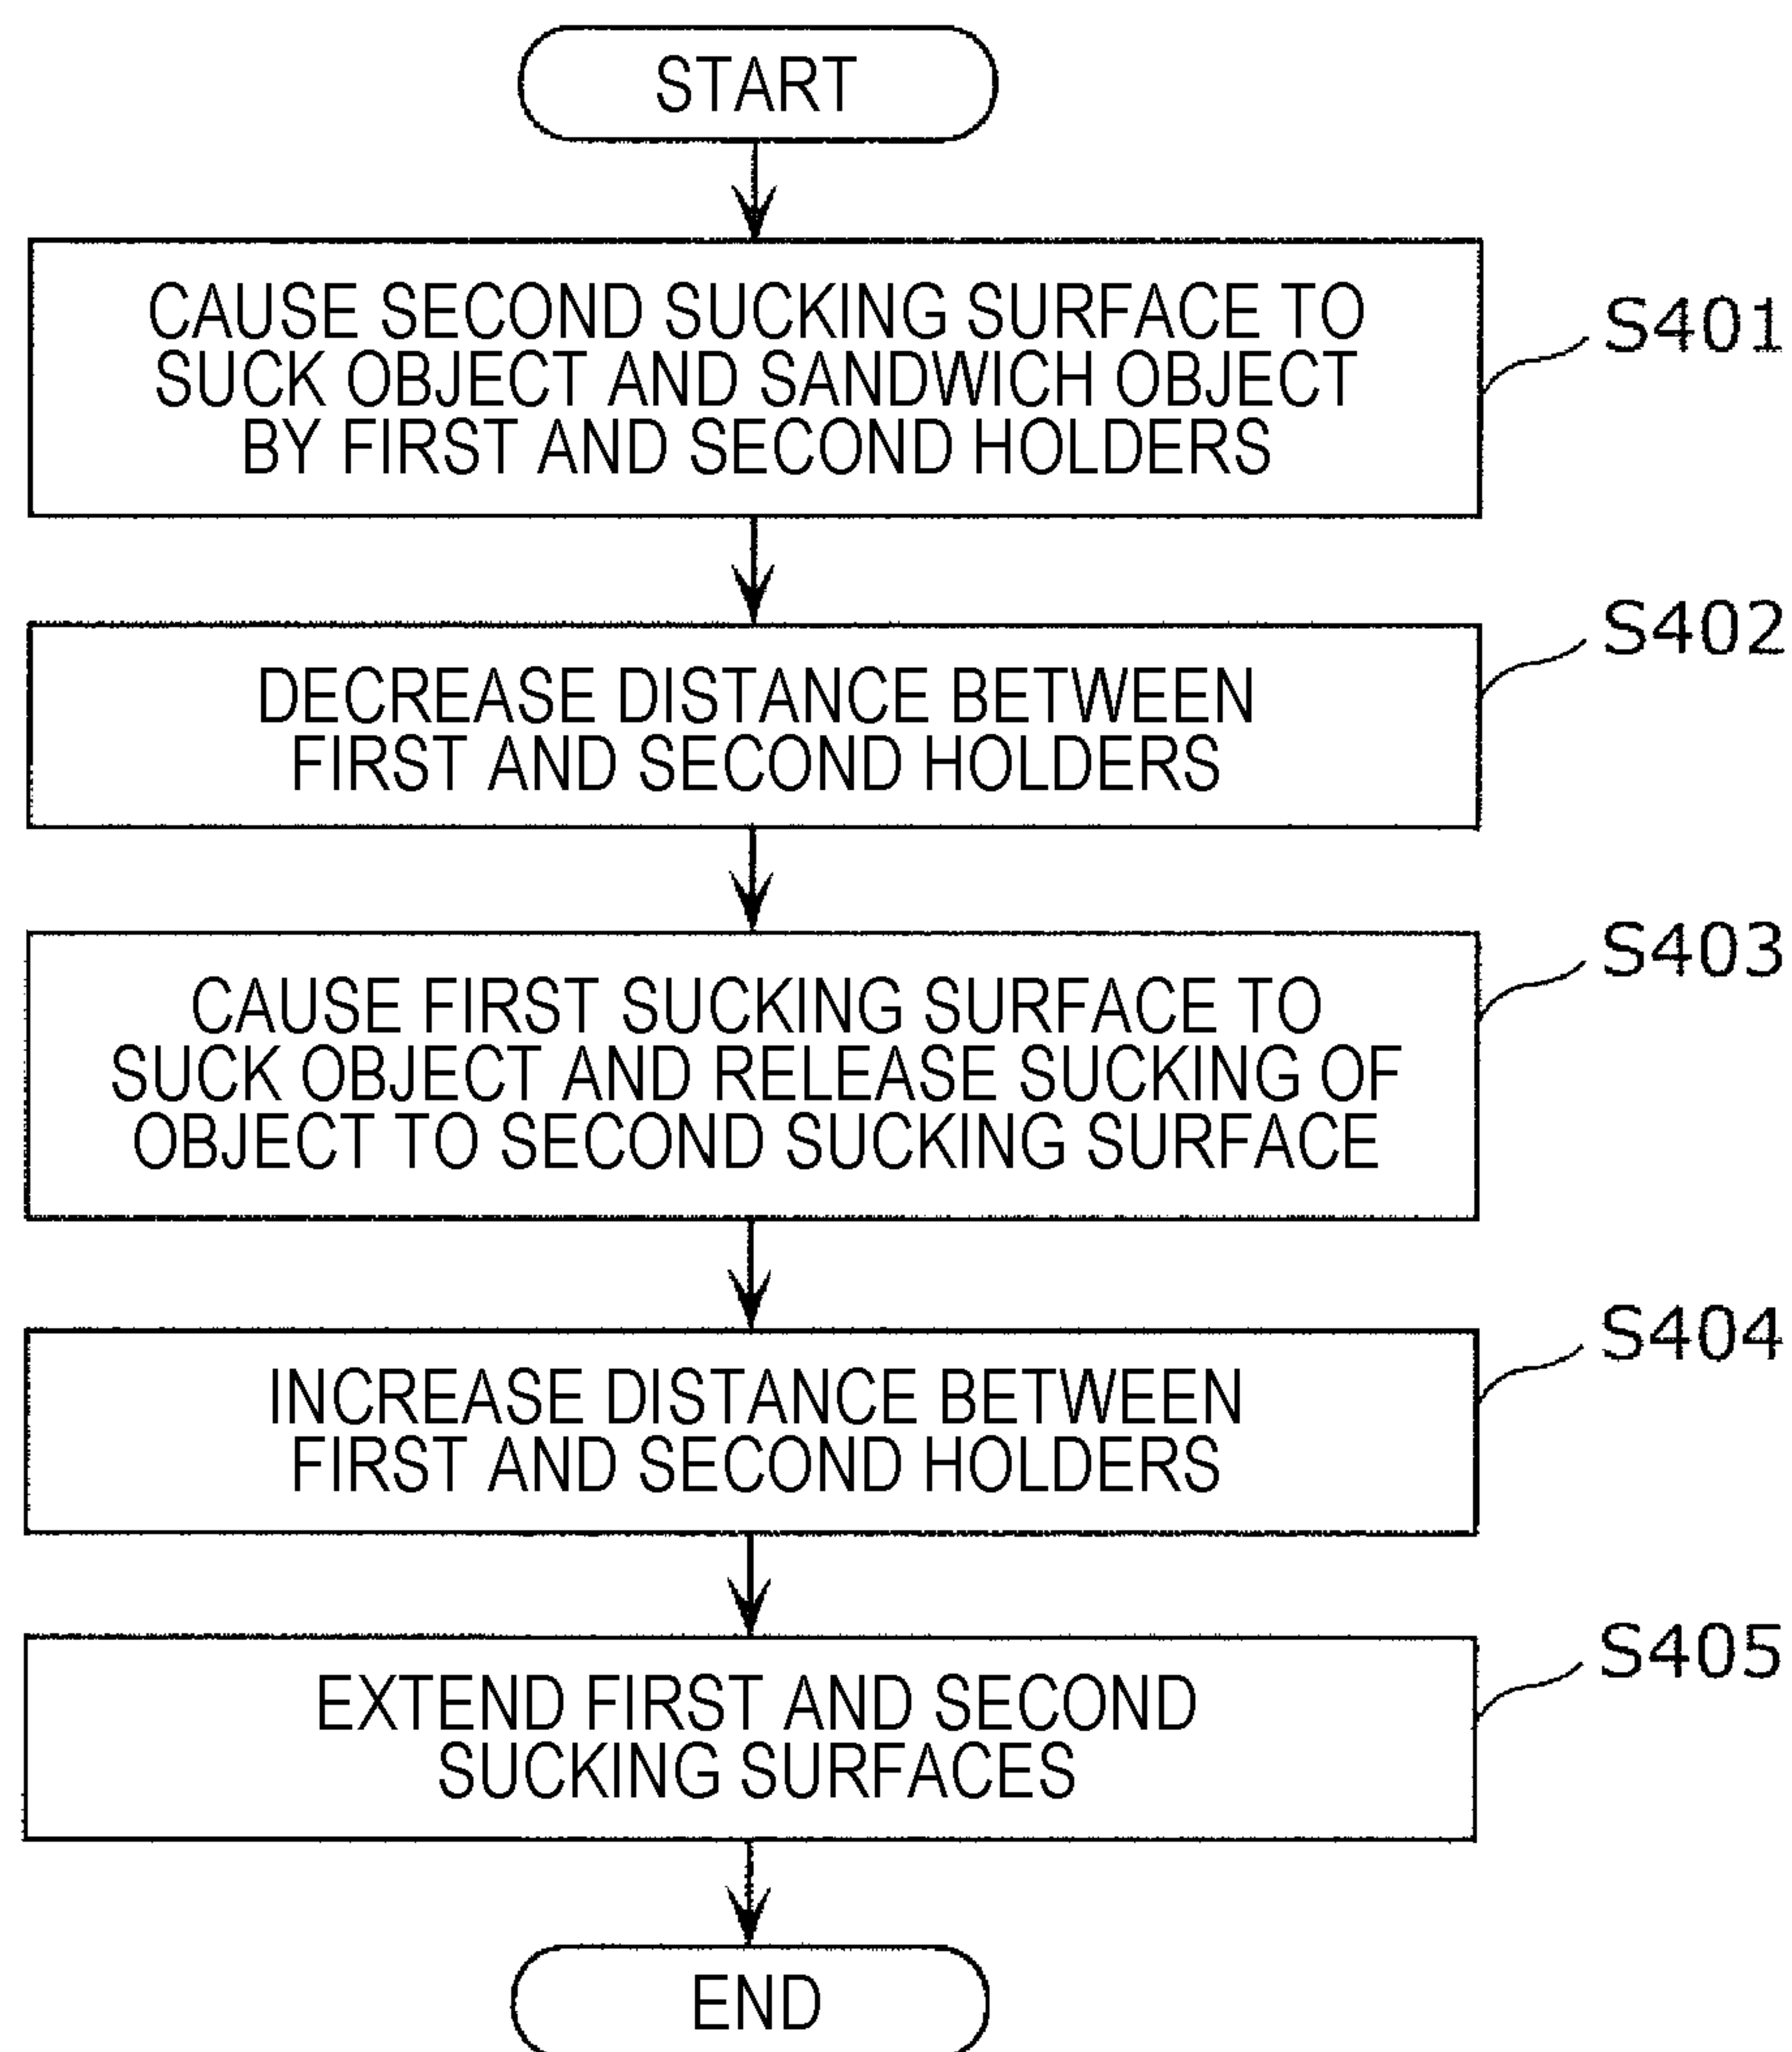 START
CAUSE SECOND SUCKING SURFACE TO
SUCK OBJECT AND SANDWICH OBJECT
BY FIRST AND SECOND HOLDERS
S401
DECREASE DISTANCE BETWEEN
FIRST AND SECOND HOLDERS
S402
CAUSE FIRST SUCKING SURFACE TO
SUCK OBJECT AND RELEASE SUCKING OF
OBJECT TO SECOND SUCKING SURFACE
S403
INCREASE DISTANCE BETWEEN
FIRST AND SECOND HOLDERS
S404
EXTEND FIRST AND SECOND
SUCKING SURFACES
S405
END